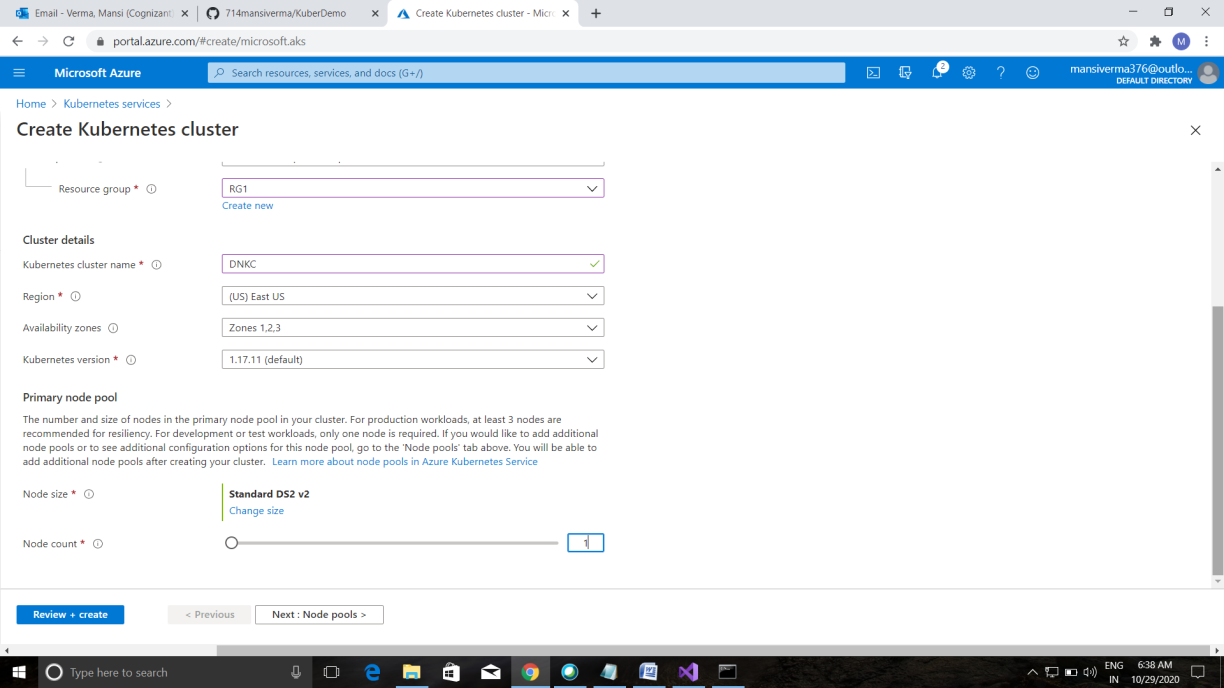 Email - Verma, Mansi (Cognizant)
714mansiverma/KuberDemo
Create Kubernetes cluster - Micro
portal.azure.com/#create/microsoft.aks
M
Microsoft Azure
Search resources, services, and docs (G+/)
2
mansiverma376@outlo...
DEFAULT DIRECTORY
Home > Kubernetes services >
Create Kubernetes cluster
Resource group *
RG1
Create new
Cluster details
Kubernetes cluster name *
DNKC
Region *
(US) East US
Availability zones
Zones 1,2,3
Kubernetes version *
1.17.11 (default)
Primary node pool
The number and size of nodes in the primary node pool in your cluster. For production workloads, at least 3 nodes are
recommended for resiliency. For development or test workloads, only one node is required. If you would like to add additional
node pools or to see additional configuration options for this node pool, go to the 'Node pools' tab above. You will be able to
add additional node pools after creating your cluster. Learn more about node pools in Azure Kubernetes Service
Node size *
Standard DS2 v2
Change size
Node count *
1
Review + create
< Previous
Next : Node pools >
Type here to search
ENG
IN
6:38 AM
10/29/2020